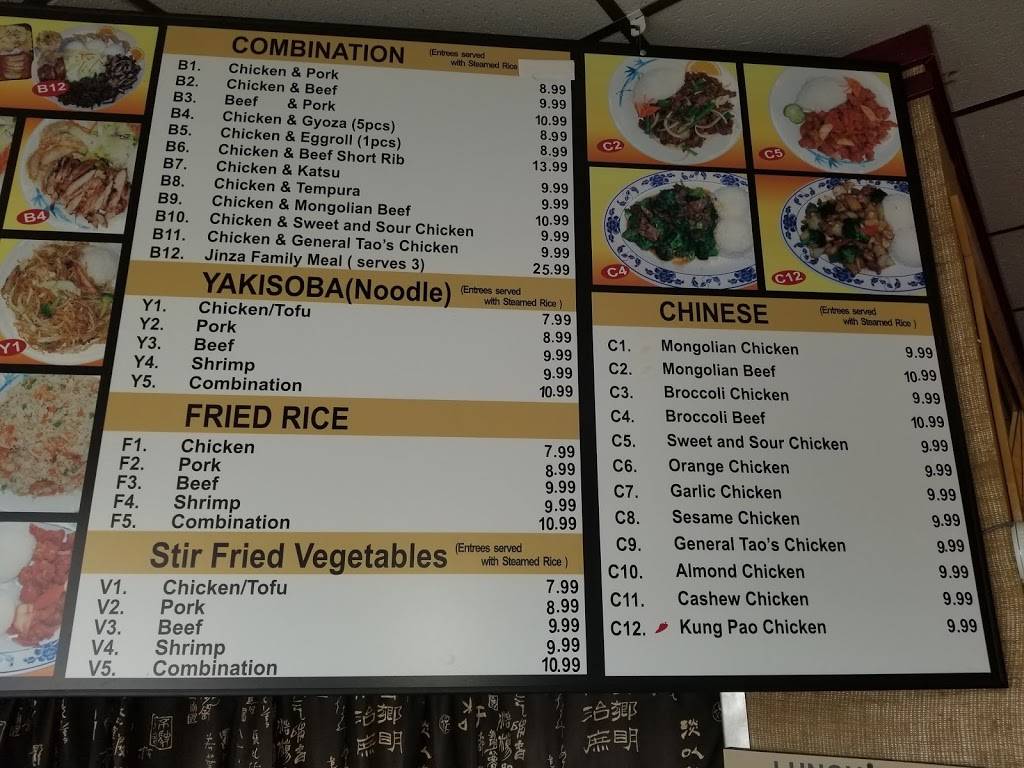 COMBINATION (Entrees served
with Steamed Rice
B1. Chicken & Pork 8.99
B2. Chicken & Beef 9.99
B3. Beef & Pork 10.99
B4. Chicken & Gyoza (5pcs) 8.99
B5. Chicken & Eggroll (1pcs) 8.99
B6. Chicken & Beef Short Rib 13.99
B7. Chicken & Katsu 9.99
B8. Chicken & Tempura 9.99
B9. Chicken & Mongolian Beef 10.99
B10. Chicken & Sweet and Sour Chicken 9.99
B11. Chicken & General Tao's Chicken 9.99
B12. Jinza Family Meal ( serves 3) 25.99
YAKISOBA(Noodle) (Entrees served
with Steamed Rice )
Y1. Chicken/Tofu 7.99
Y2. Pork 8.99
Y3. Beef 9.99
Y4. Shrimp 9.99
Y5. Combination 10.99
FRIED RICE
F1. Chicken 7.99
F2. Pork 8.99
F3. Beef 9.99
F4. Shrimp 9.99
F5. Combination 10.99
Stir Fried Vegetables (Entrees served
with Steamed Rice )
V1. Chicken/Tofu 7.99
V2. Pork 8.99
V3. Beef 9.99
V4. Shrimp 9.99
V5. Combination 10.99
B12
B4
Y1
C2
C5
C4
C12
CHINESE (Entrees served
with Steamed Rice )
C1. Mongolian Chicken 9.99
C2. Mongolian Beef 10.99
C3. Broccoli Chicken 9.99
C4. Broccoli Beef 10.99
C5. Sweet and Sour Chicken 9.99
C6. Orange Chicken 9.99
C7. Garlic Chicken 9.99
C8. Sesame Chicken 9.99
C9. General Tao's Chicken 9.99
C10. Almond Chicken 9.99
C11. Cashew Chicken 9.99
C12. Kung Pao Chicken 9.99